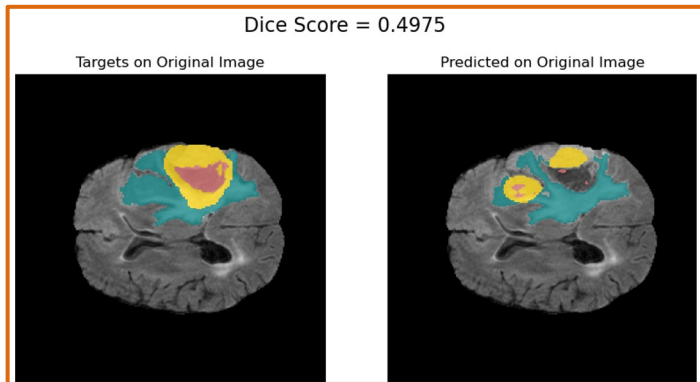 Dice Score = 0.4975
Targets on Original Image
Predicted on Original Image